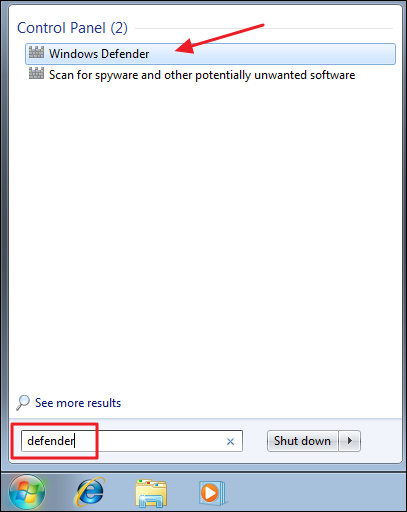 Control Panel (2)
Windows Defender
Scan for spyware and other potentially unwanted software
See more results
defender
Shut down